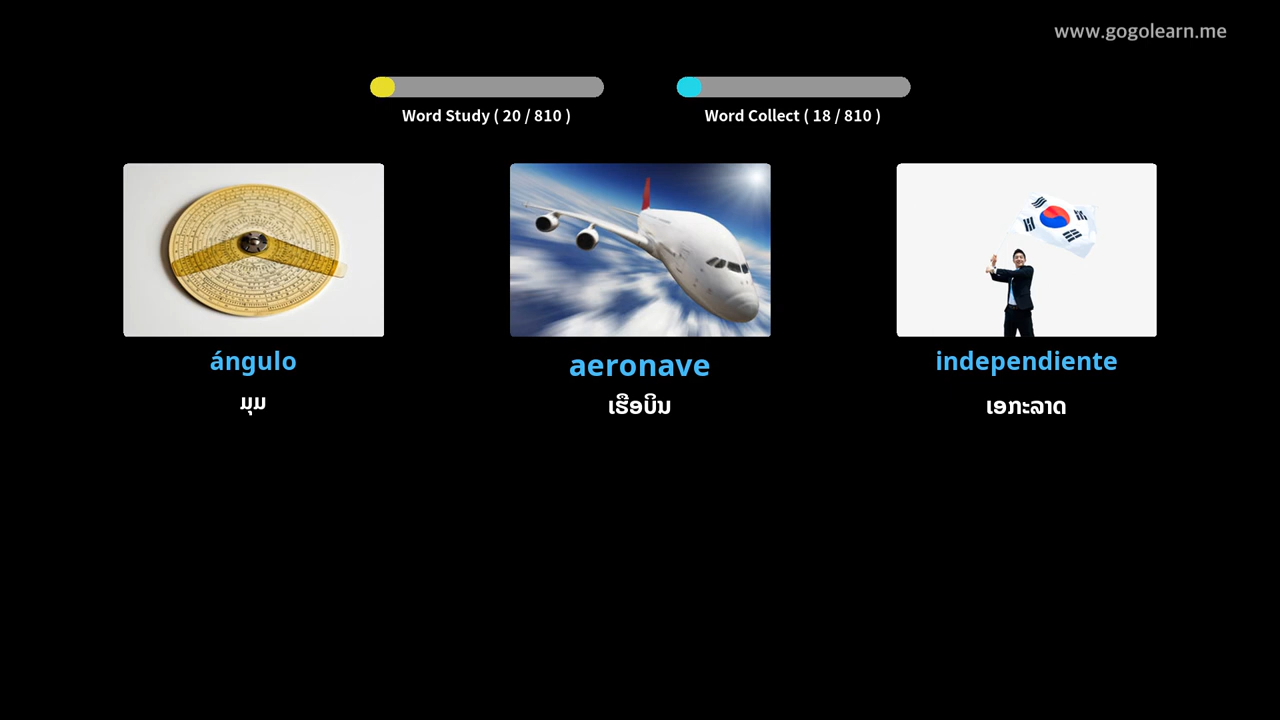 www.gogolearn.me
Word Study ( 20 / 810 )
Word Collect ( 18 / 810 )
ángulo
ມຸມ
aeronave
ເຮືອບິນ
independiente
ເອກະລາດ